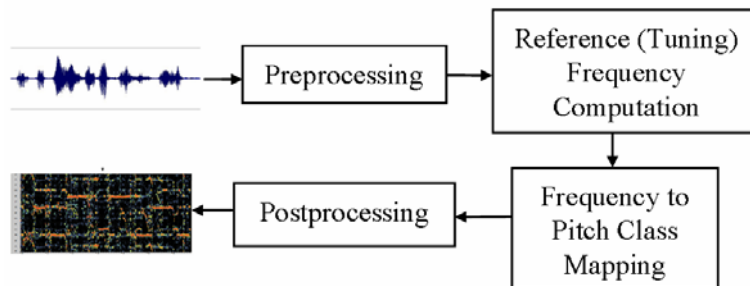 Preprocessing
Reference (Tuning)
Frequency
Computation
Frequency to
Pitch Class
Mapping
Postprocessing